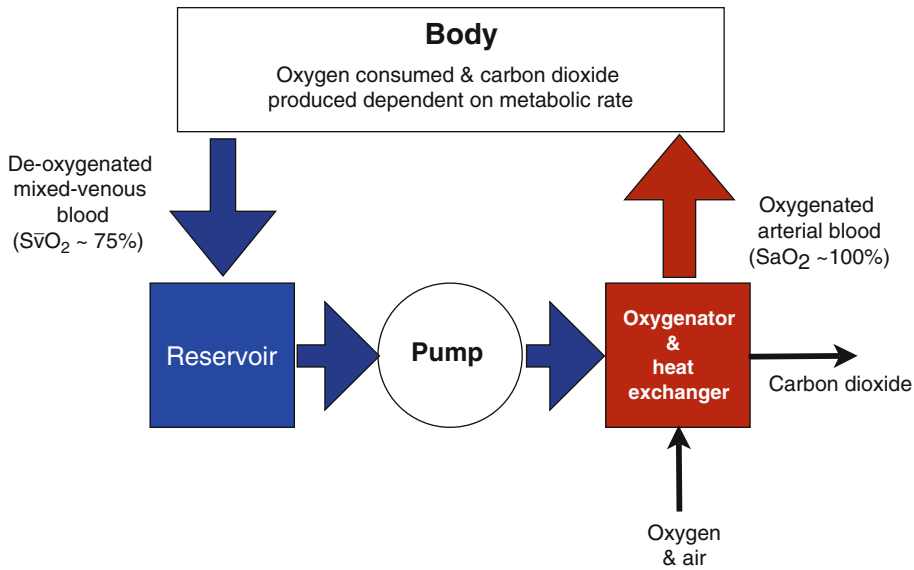 Body
Oxygen consumed & carbon dioxide
produced dependent on metabolic rate
De-oxygenated
mixed-venous
blood
(Sv̄O₂ ~ 75%)
Oxygenated
arterial blood
(SaO₂ ~100%)
Reservoir
Pump
Oxygenator
&
heat
exchanger
Carbon dioxide
Oxygen
& air